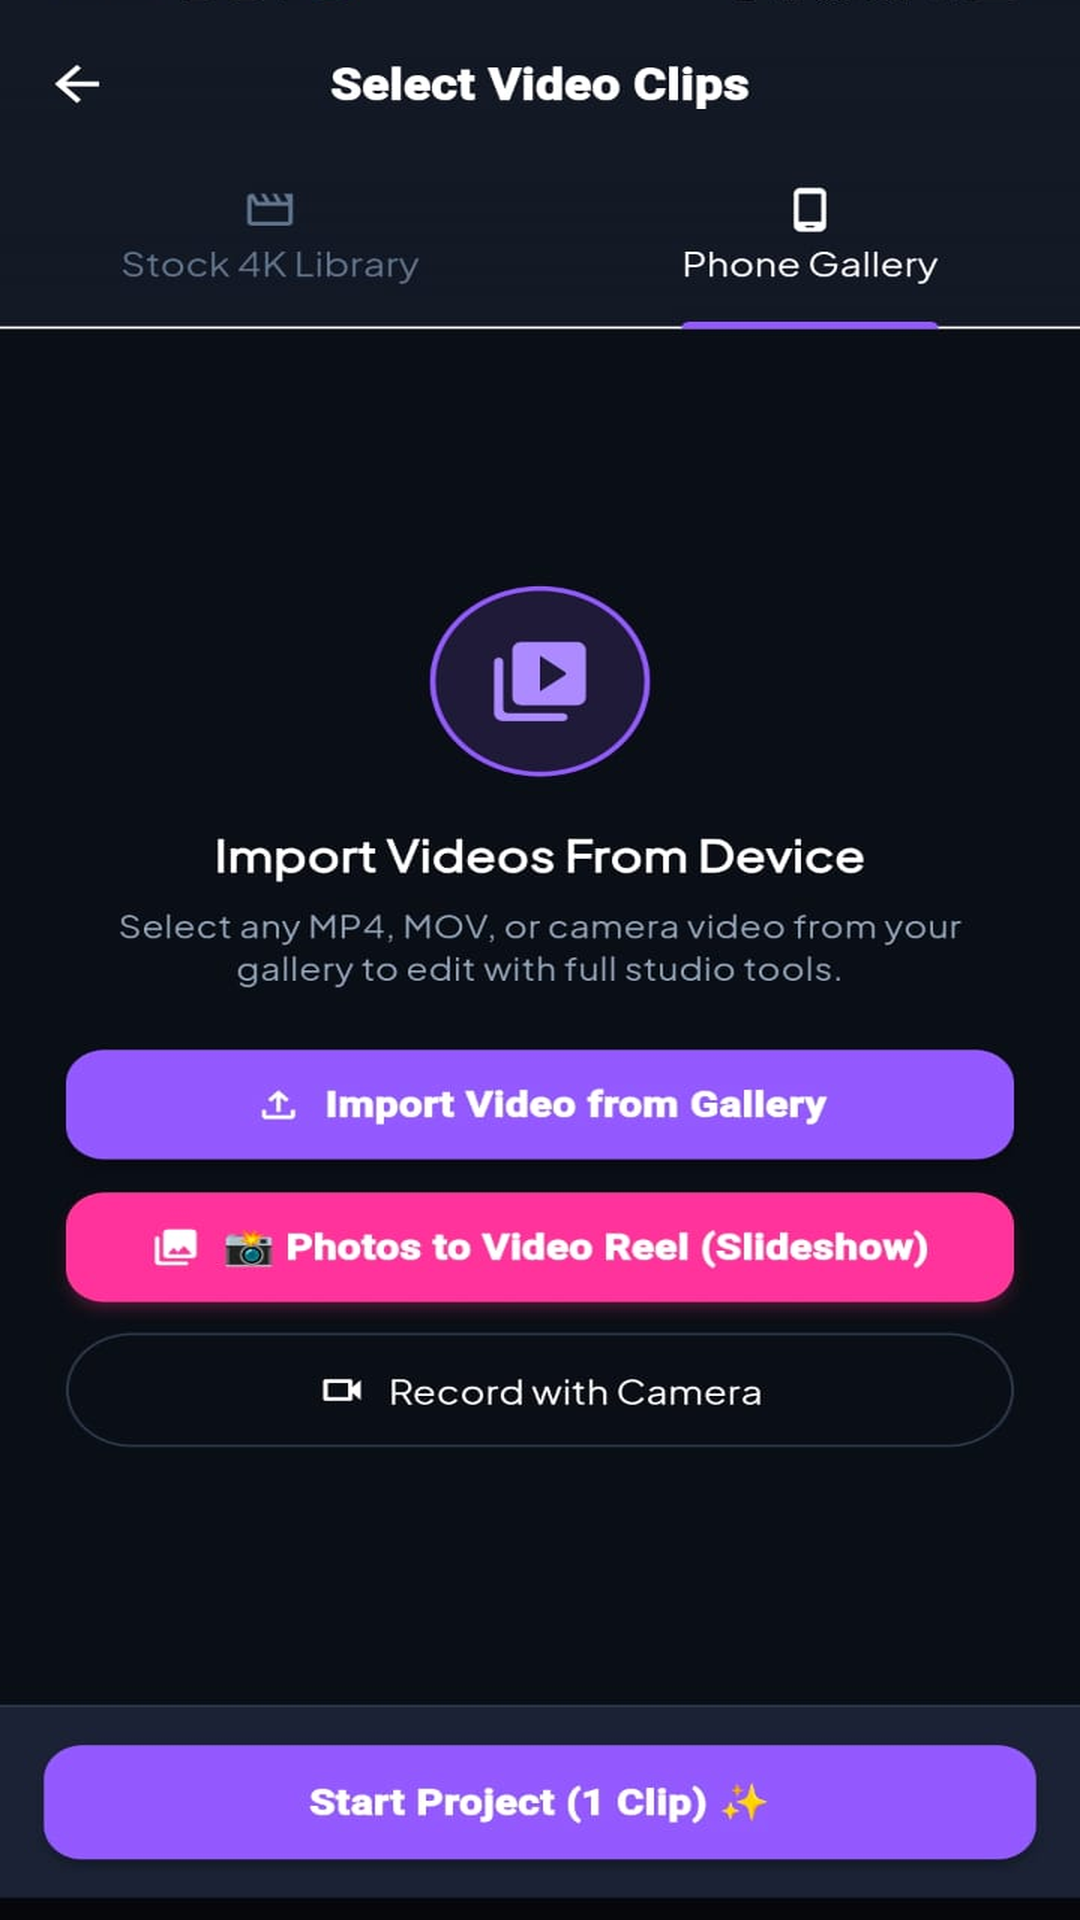 Select Video Clips
Stock 4K Library
Phone Gallery
Import Videos From Device
Select any MP4, MOV, or camera video from your
gallery to edit with full studio tools.
Import Video from Gallery
📸 Photos to Video Reel (Slideshow)
Record with Camera
Start Project (1 Clip) ✨